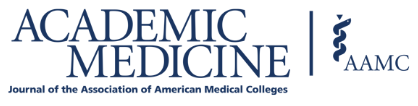 ACADEMIC
MEDICINE
AAMC
Journal of the Association of American Medical Colleges